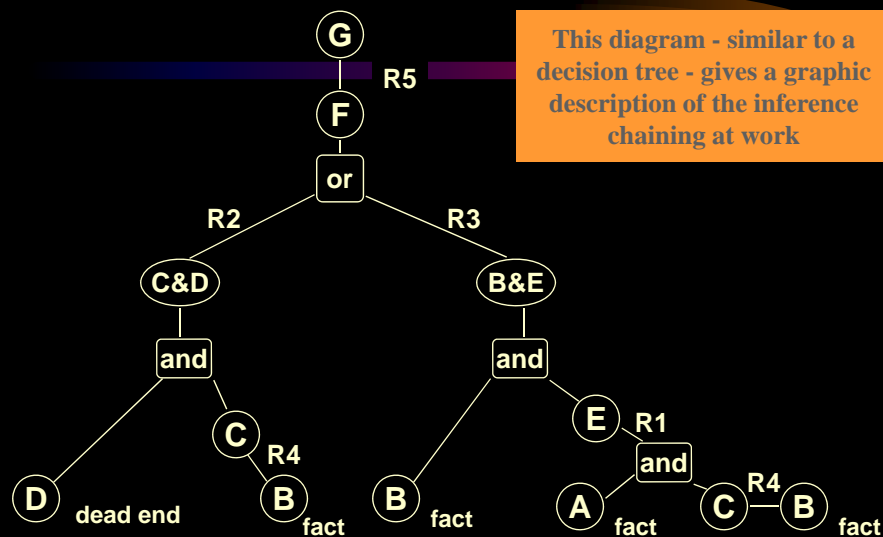 G
R5
This diagram - similar to a
decision tree - gives a graphic
description of the inference
chaining at work
F
or
R2
R3
C&D
B&E
and
and
C
E
R1
R4
and
R4
D
dead end
B
fact
B
fact
A
fact
C
B
fact